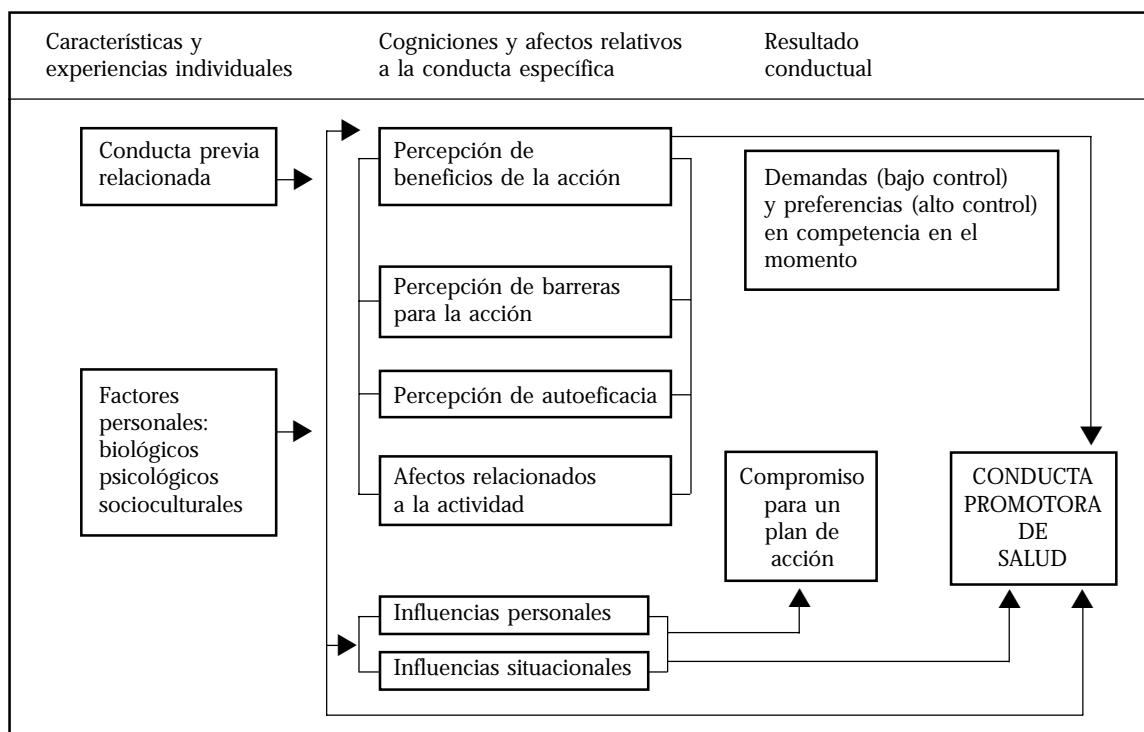 Características y
experiencias individuales
Cogniciones y afectos relativos
a la conducta específica
Resultado
conductual
Conducta previa
relacionada
Factores
personales:
biológicos
psicológicos
socioculturales
Percepción de
beneficios de la acción
Percepción de barreras
para la acción
Percepción de autoeficacia
Afectos relacionados
a la actividad
Influencias personales
Influencias situacionales
Demandas (bajo control)
y preferencias (alto control)
en competencia en el
momento
Compromiso
para un
plan de
acción
CONDUCTA
PROMOTORA
DE
SALUD